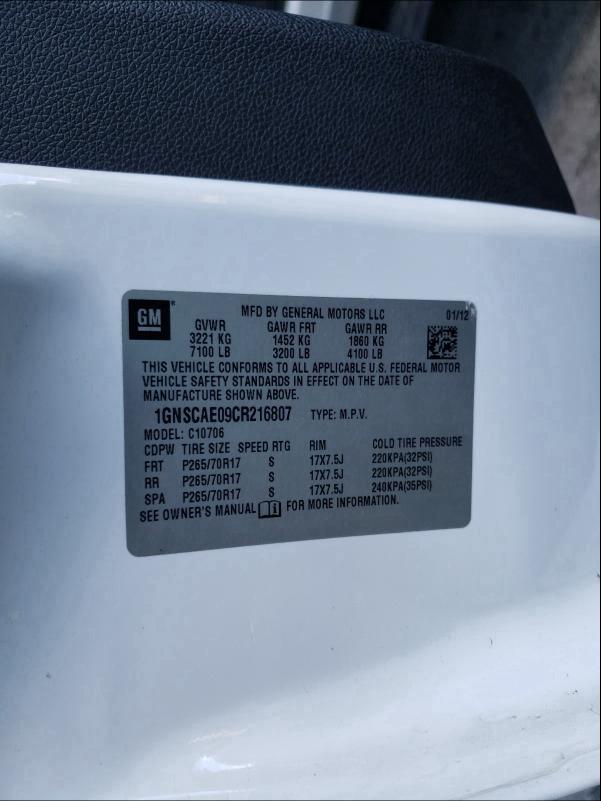 GM ® MFD BY GENERAL MOTORS LLC 01/12
GVWR GAWR FRT GAWR RR
3221 KG 1452 KG 1860 KG
7100 LB 3200 LB 4100 LB
THIS VEHICLE CONFORMS TO ALL APPLICABLE U.S. FEDERAL MOTOR
VEHICLE SAFETY STANDARDS IN EFFECT ON THE DATE OF
MANUFACTURE SHOWN ABOVE.
1GNSCAE09CR216807 TYPE: M.P.V.
MODEL: C10706
CDPW TIRE SIZE SPEED RTG RIM COLD TIRE PRESSURE
FRT P265/70R17 S 17X7.5J 220KPA(32PSI)
RR P265/70R17 S 17X7.5J 220KPA(32PSI)
SPA P265/70R17 S 17X7.5J 240KPA(35PSI)
SEE OWNER'S MANUAL FOR MORE INFORMATION.